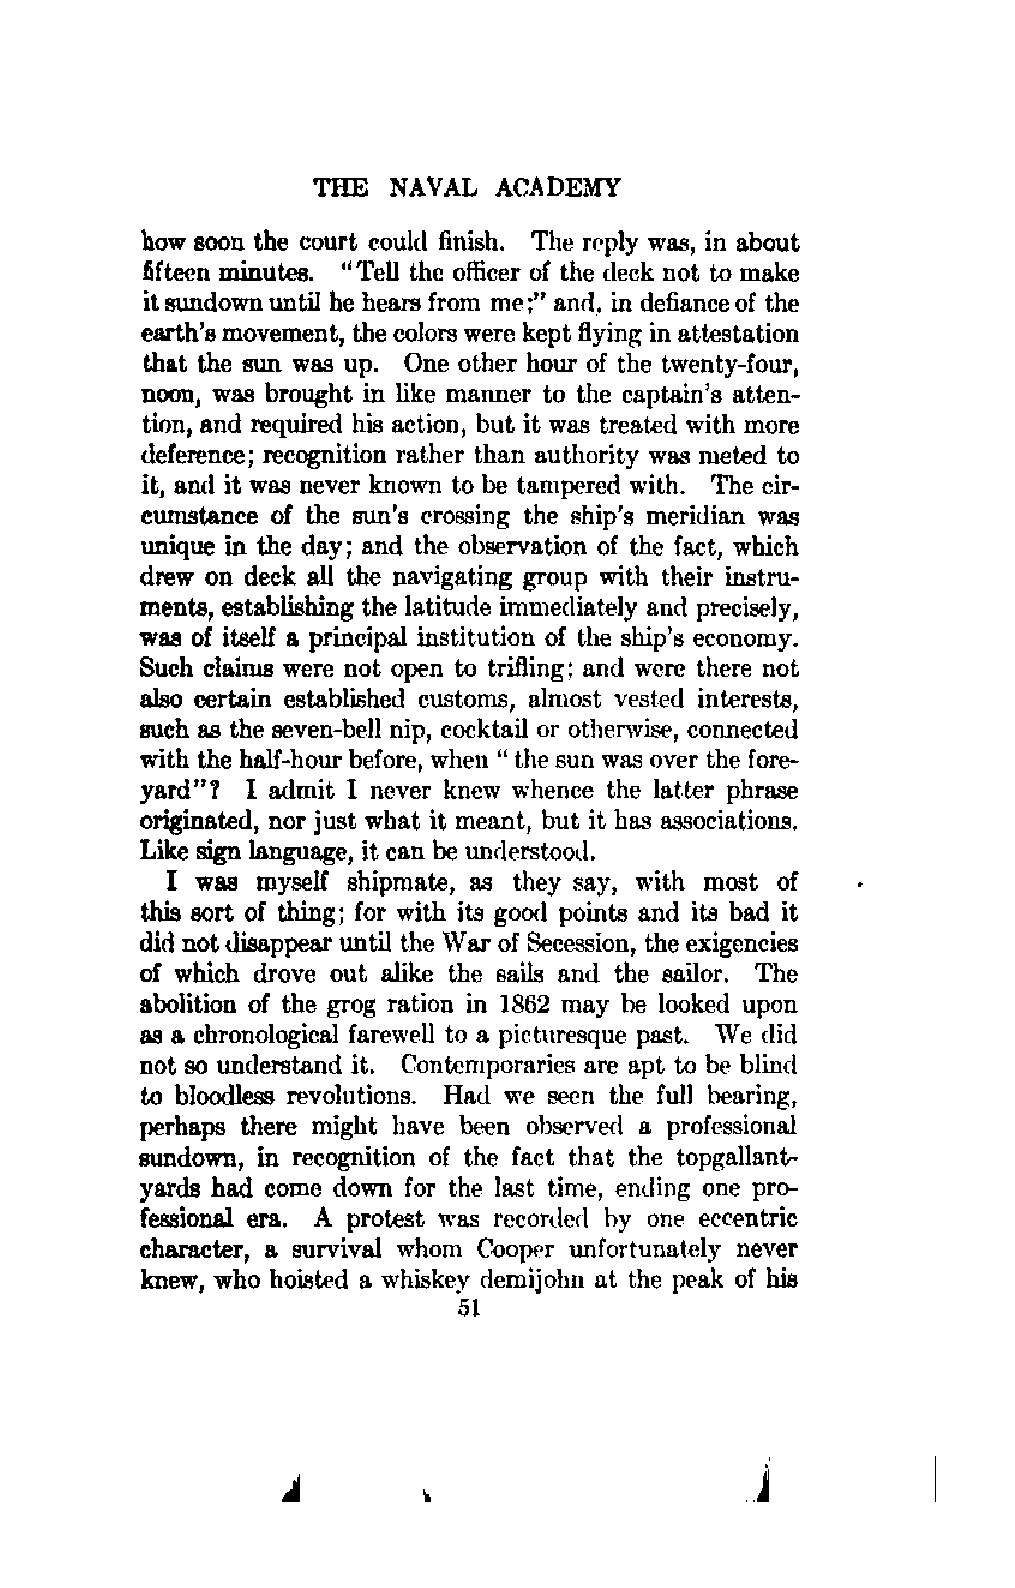 THE NAVAL ACADEMY
how soon the court could finish. The reply was, in about
fifteen minutes. "Tell the officer of the deck not to make
it sundown until he hears from me;" and, in defiance of the
earth's movement, the colors were kept flying in attestation
that the sun was up. One other hour of the twenty-four,
noon, was brought in like manner to the captain's atten-
tion, and required his action, but it was treated with more
deference; recognition rather than authority was meted to
it, and it was never known to be tampered with. The cir-
cumstance of the sun's crossing the ship's meridian was
unique in the day; and the observation of the fact, which
drew on deck all the navigating group with their instru-
ments, establishing the latitude immediately and precisely,
was of itself a principal institution of the ship's economy.
Such claims were not open to trifling; and were there not
also certain established customs, almost vested interests,
such as the seven-bell nip, cocktail or otherwise, connected
with the half-hour before, when "the sun was over the fore-
yard"? I admit I never knew whence the latter phrase
originated, nor just what it meant, but it has associations.
Like sign language, it can be understood.
I was myself shipmate, as they say, with most of
this sort of thing; for with its good points and its bad it
did not disappear until the War of Secession, the exigencies
of which drove out alike the sails and the sailor. The
abolition of the grog ration in 1862 may be looked upon
as a chronological farewell to a picturesque past. We did
not so understand it. Contemporaries are apt to be blind
to bloodless revolutions. Had we seen the full bearing,
perhaps there might have been observed a professional
sundown, in recognition of the fact that the topgallant-
yards had come down for the last time, ending one pro-
fessional era. A protest was recorded by one eccentric
character, a survival whom Cooper unfortunately never
knew, who hoisted a whiskey demijohn at the peak of his
51